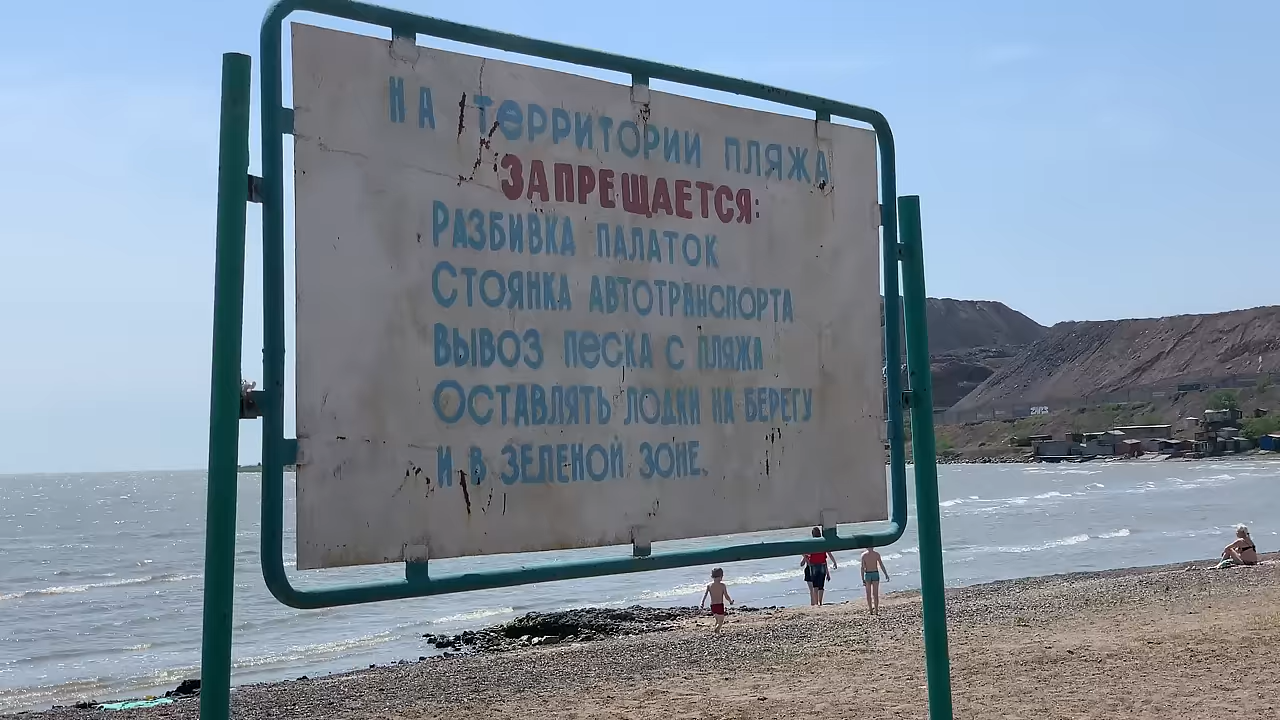 НА ТЕРРИТОРИИ ПЛЯЖА
ЗАПРЕЩАЕТСЯ:
РАЗБИВКА ПАЛАТОК
СТОЯНКА АВТОТРАНСПОРТА
ВЫВОЗ ПЕСКА С ПЛЯЖА
ОСТАВЛЯТЬ ЛОДКИ НА БЕРЕГУ
И В ЗЕЛЕНОЙ ЗОНЕ.